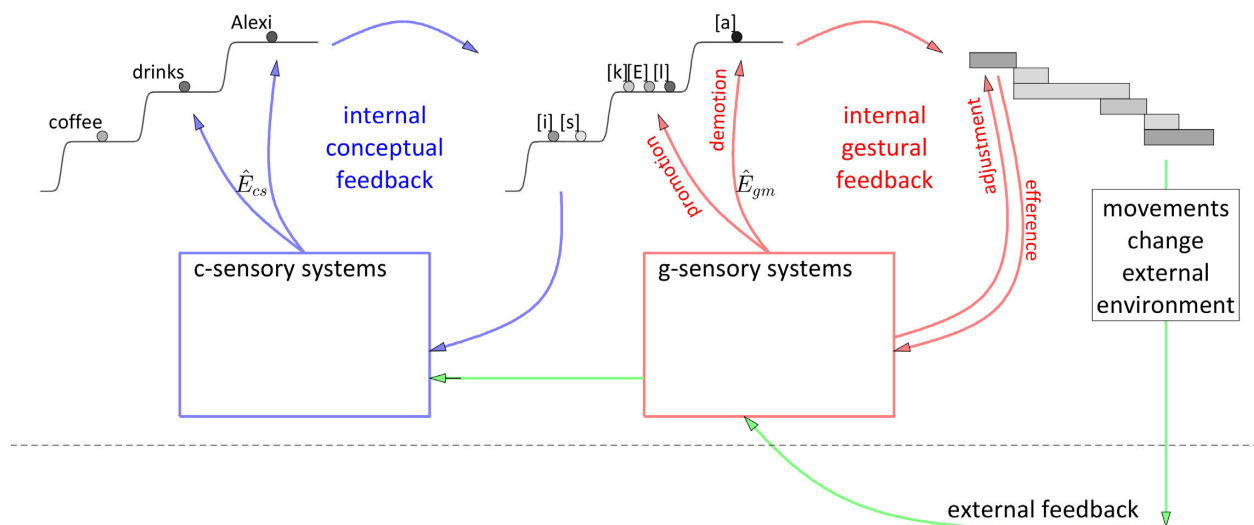 Alexi
drinks
coffee
Ê_cs
internal
conceptual
feedback
[a]
[k][E] [l]
[i] [s]
promotion
demotion
Ê_gm
internal
gestural
feedback
adjustment
efference
movements
change
external
environment
c-sensory systems
g-sensory systems
external feedback